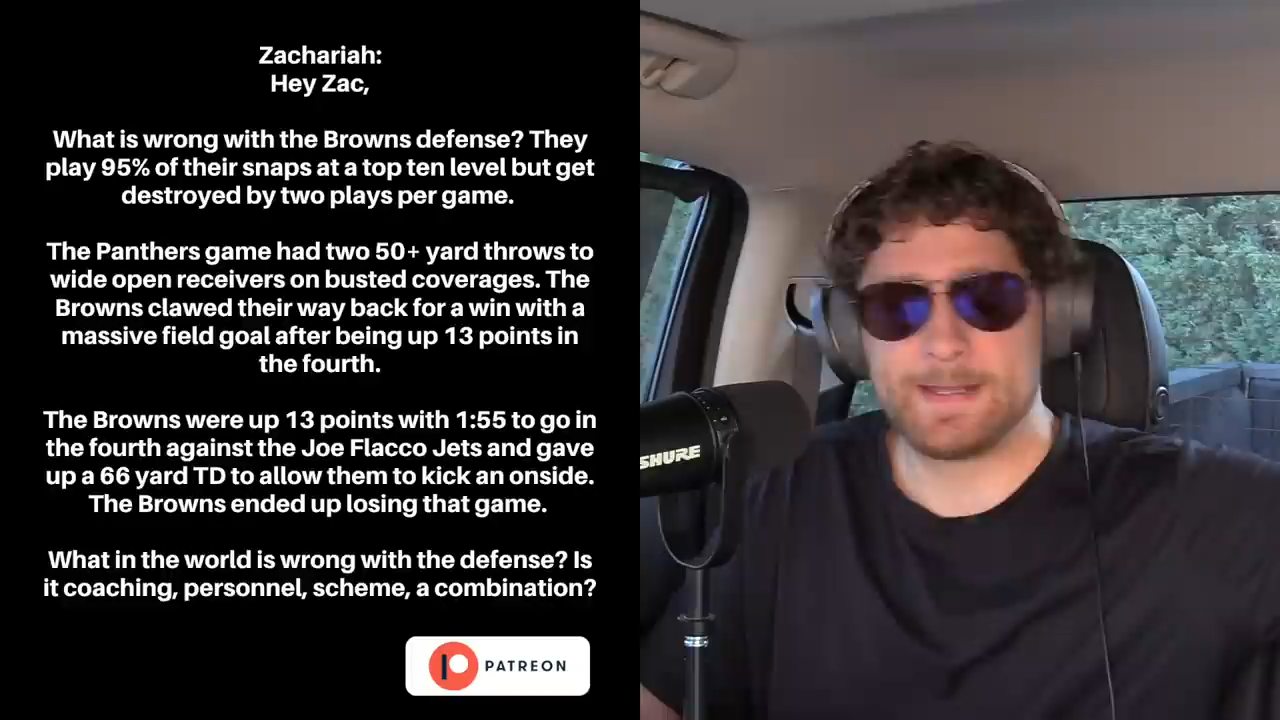 Zachariah:
Hey Zac,
What is wrong with the Browns defense? They
play 95% of their snaps at a top ten level but get
destroyed by two plays per game.
The Panthers game had two 50+ yard throws to
wide open receivers on busted coverages. The
Browns clawed their way back for a win with a
massive field goal after being up 13 points in
the fourth.
The Browns were up 13 points with 1:55 to go in
the fourth against the Joe Flacco Jets and gave
up a 66 yard TD to allow them to kick an onside.
The Browns ended up losing that game.
What in the world is wrong with the defense? Is
it coaching, personnel, scheme, a combination?
PATREON
SHURE